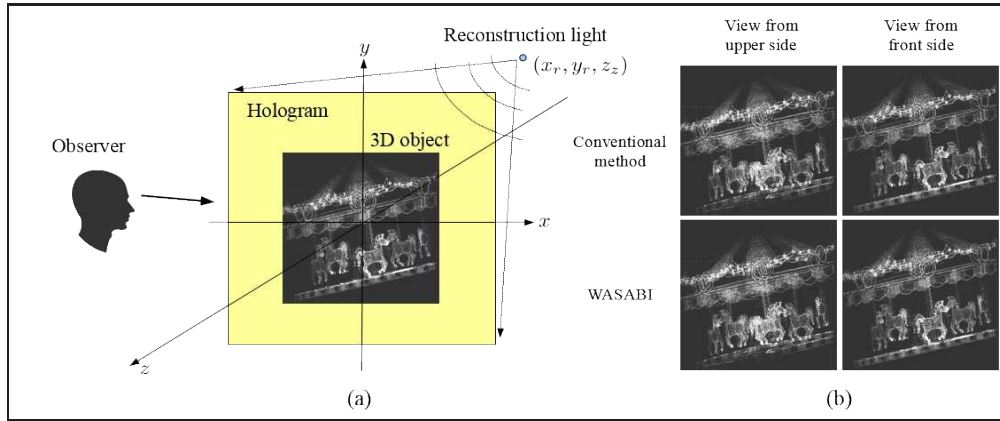 y
Reconstruction light
(x_r, y_r, z_z)
Hologram
3D object
Observer
x
z
(a)
View from
upper side
View from
front side
Conventional
method
WASABI
(b)